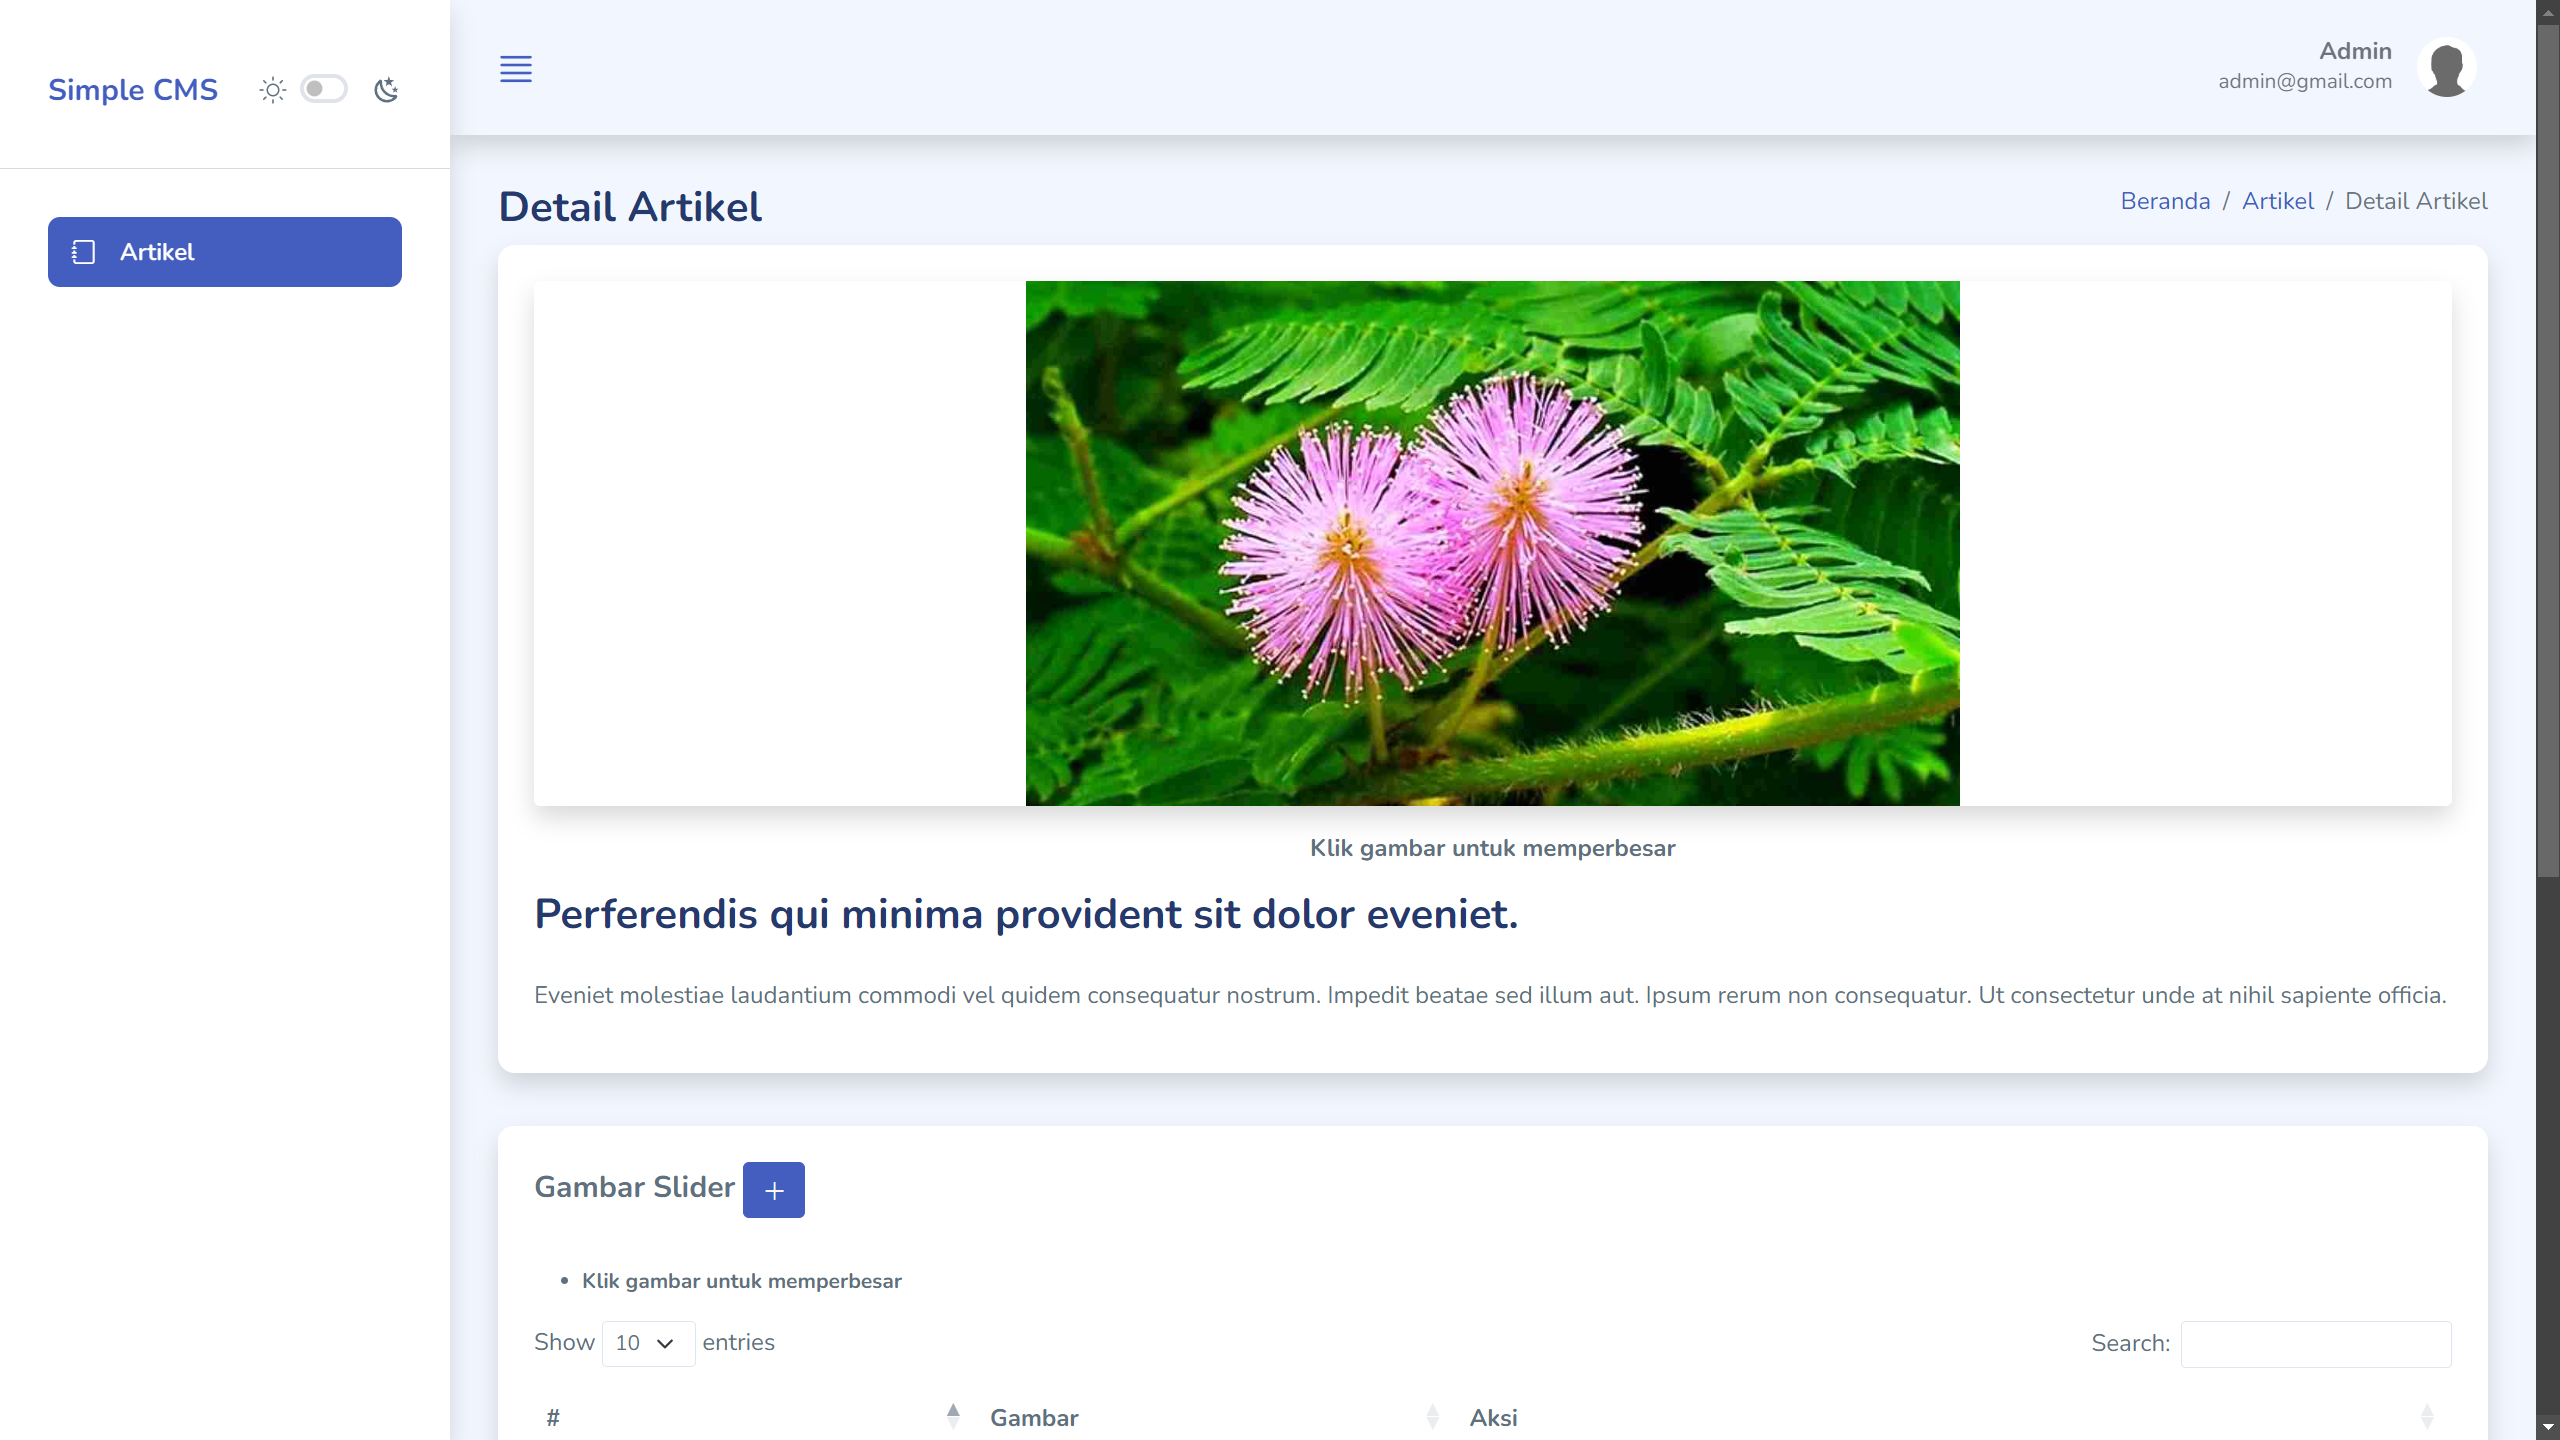 Simple CMS
Admin
admin@gmail.com
Artikel
Detail Artikel
Beranda / Artikel / Detail Artikel
Klik gambar untuk memperbesar
Perferendis qui minima provident sit dolor eveniet.
Eveniet molestiae laudantium commodi vel quidem consequatur nostrum. Impedit beatae sed illum aut. Ipsum rerum non consequatur. Ut consectetur unde at nihil sapiente officia.
Gambar Slider
• Klik gambar untuk memperbesar
Show 10 entries
Search:
# Gambar Aksi